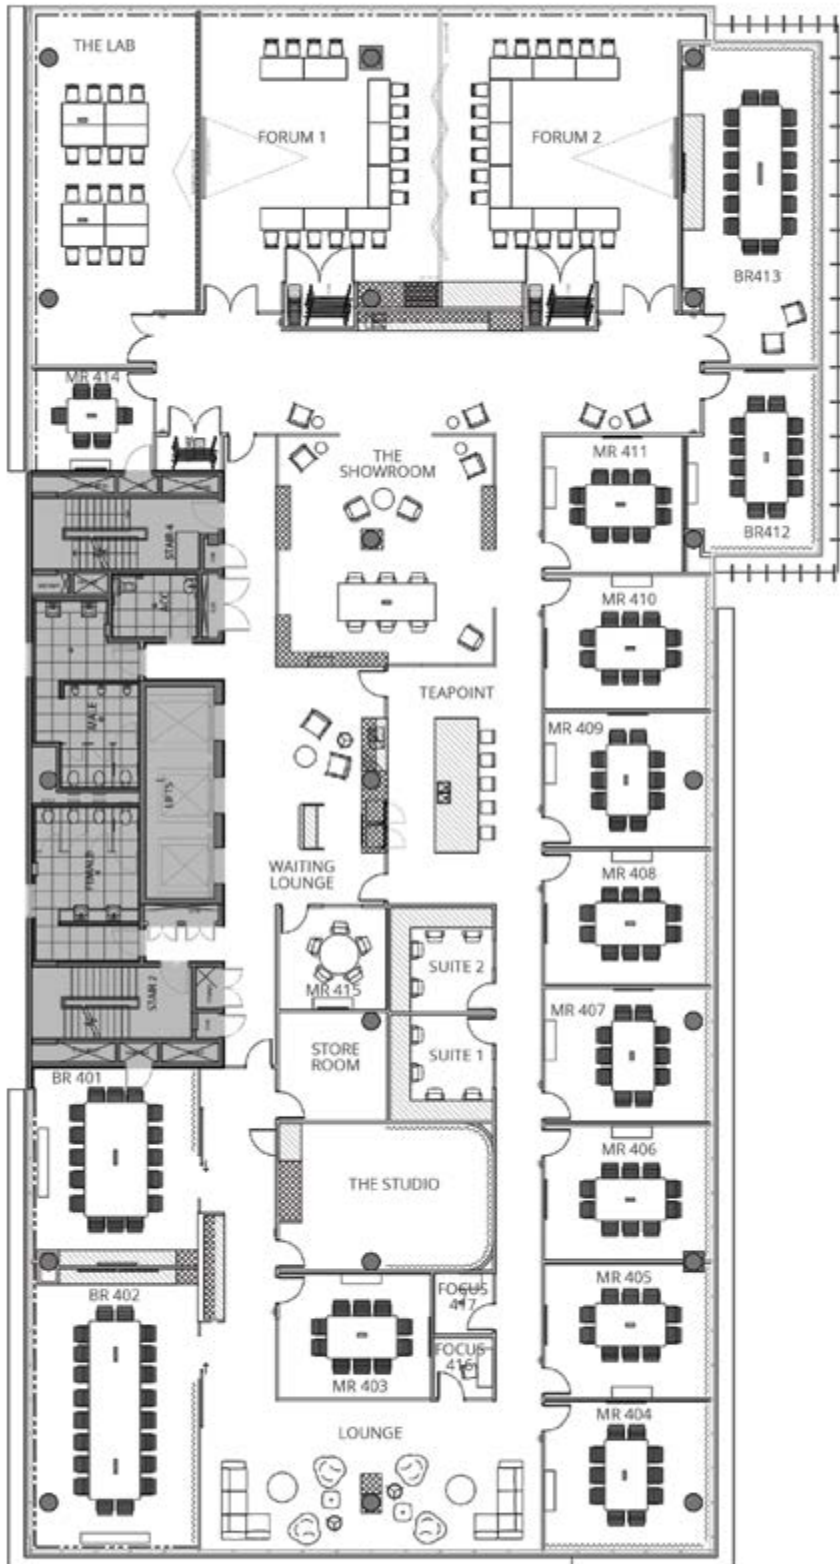 THE LAB
FORUM 1
FORUM 2
BR413
MR 414
THE
SHOWROOM
MR 411
BR412
STAIR 4
ACC
MR 410
TEAPOINT
MALE
MR 409
LIFTS
WAITING
LOUNGE
MR 408
FEMALE
SUITE 2
MR 415
STAIR 2
MR 407
STORE
ROOM
SUITE 1
BR 401
MR 406
THE STUDIO
MR 405
BR 402
FOCUS
417
FOCUS
416
MR 403
MR 404
LOUNGE